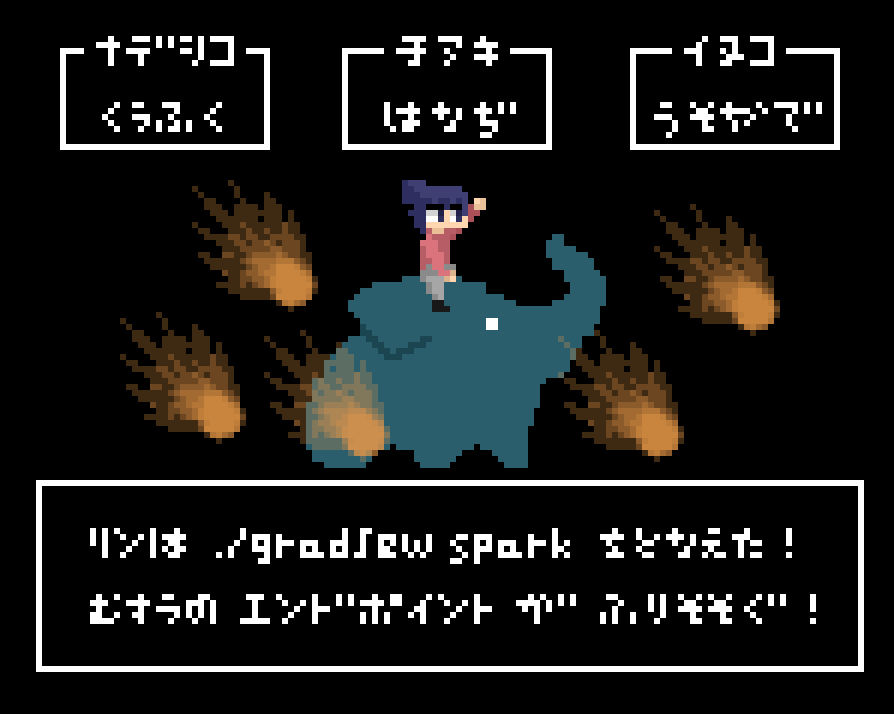 ナデシコ
くうふく
チアキ
はなぢ
イヌコ
うそやで
リンは ./gradlew spark をとなえた！
むすうの エンドポイント が ふりそそぐ！